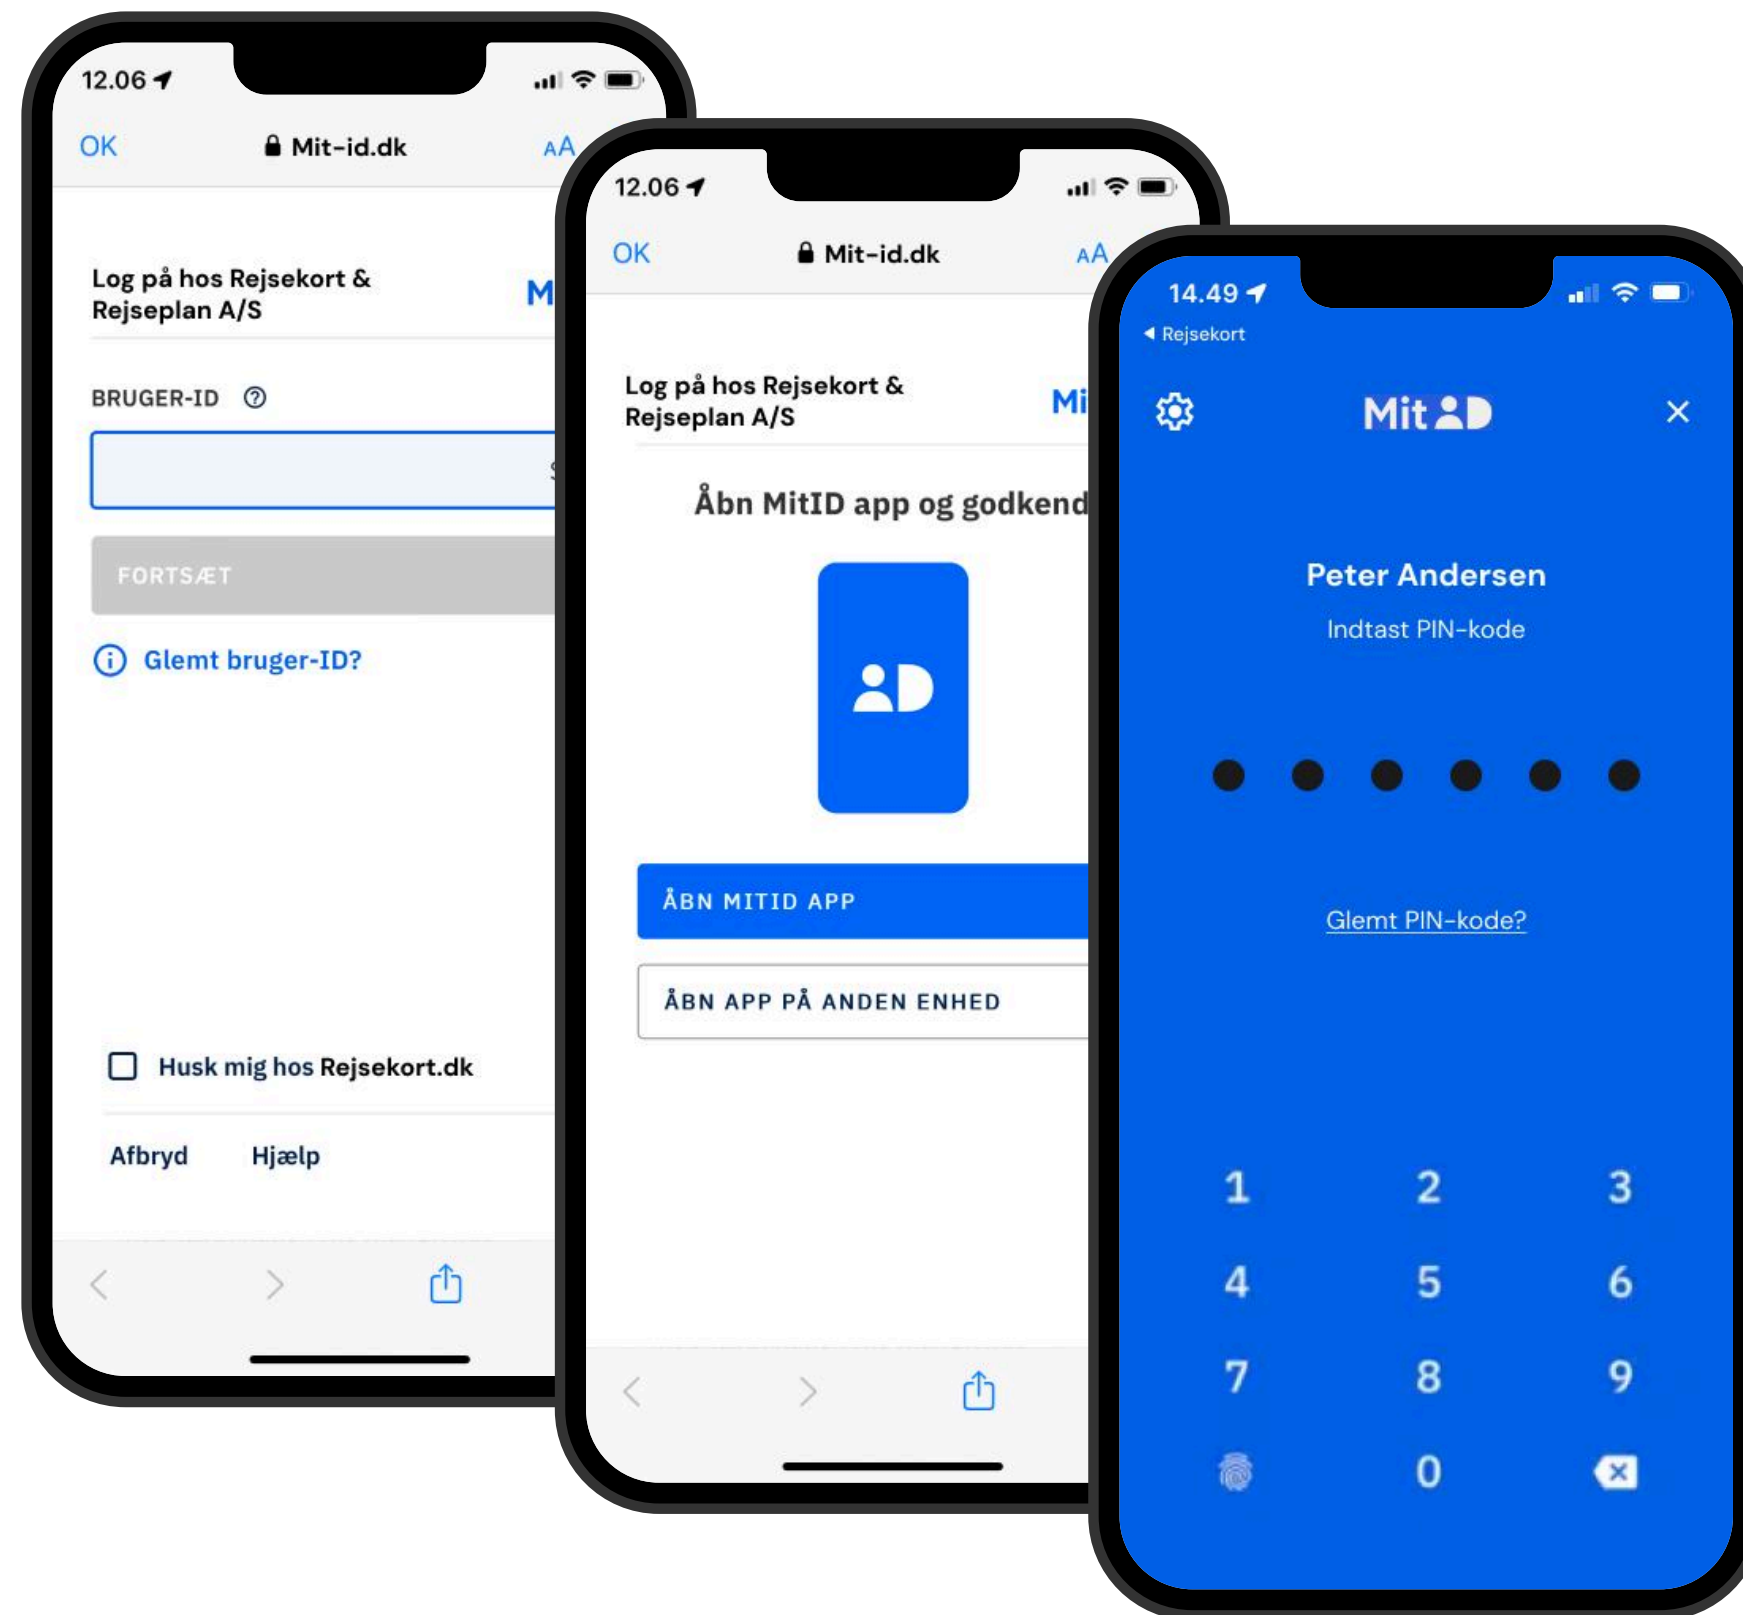 12.06
OK
Mit-id.dk
AA
Log på hos Rejsekort &
Rejseplan A/S
M
BRUGER-ID
FORTSÆT
Glemt bruger-ID?
Husk mig hos Rejsekort.dk
Afbryd
Hjælp
12.06
OK
Mit-id.dk
AA
Log på hos Rejsekort &
Rejseplan A/S
Mi
Åbn MitID app og godkend
ÅBN MITID APP
ÅBN APP PÅ ANDEN ENHED
14.49
Rejsekort
Mit
Peter Andersen
Indtast PIN-kode
Glemt PIN-kode?
1 2 3
4 5 6
7 8 9
0